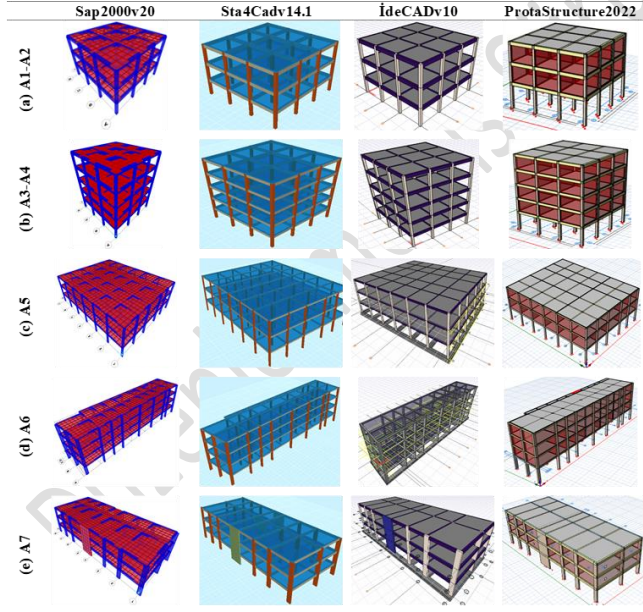 Sap2000v20 Sta4Cadv14.1 İdeCADv10 ProtaStructure2022
(a) A1-A2
(b) A3-A4
(c) A5
(d) A6
(e) A7